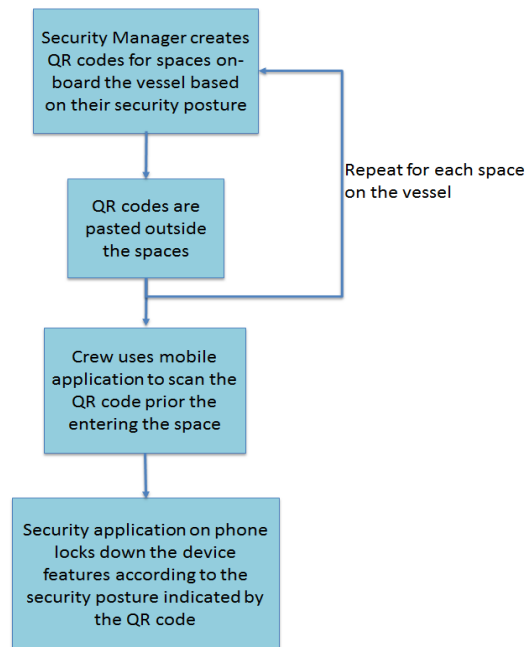 Security Manager creates
QR codes for spaces on-
board the vessel based
on their security posture
Repeat for each space
on the vessel
QR codes are
pasted outside
the spaces
Crew uses mobile
application to scan the
QR code prior the
entering the space
Security application on phone
locks down the device
features according to the
security posture indicated by
the QR code